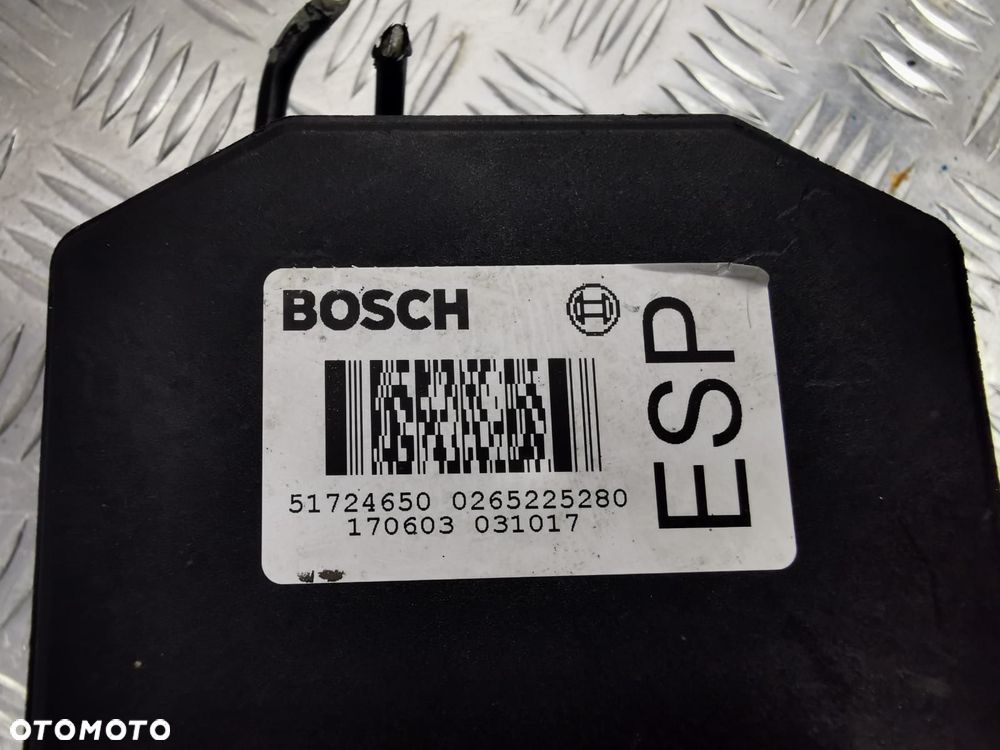 BOSCH
ESP
51724650 0265225280
170603 031017
OTOMOTO